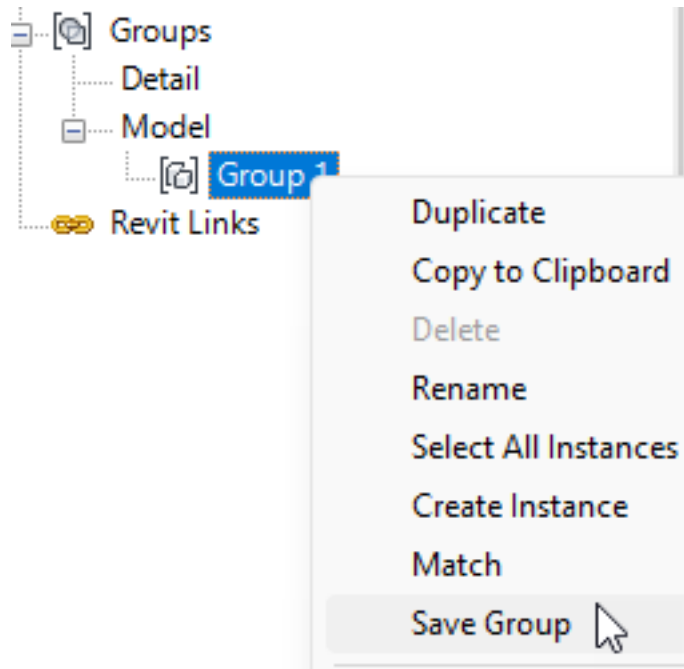 Groups
Detail
Model
Group 1
Revit Links
Duplicate
Copy to Clipboard
Delete
Rename
Select All Instances
Create Instance
Match
Save Group